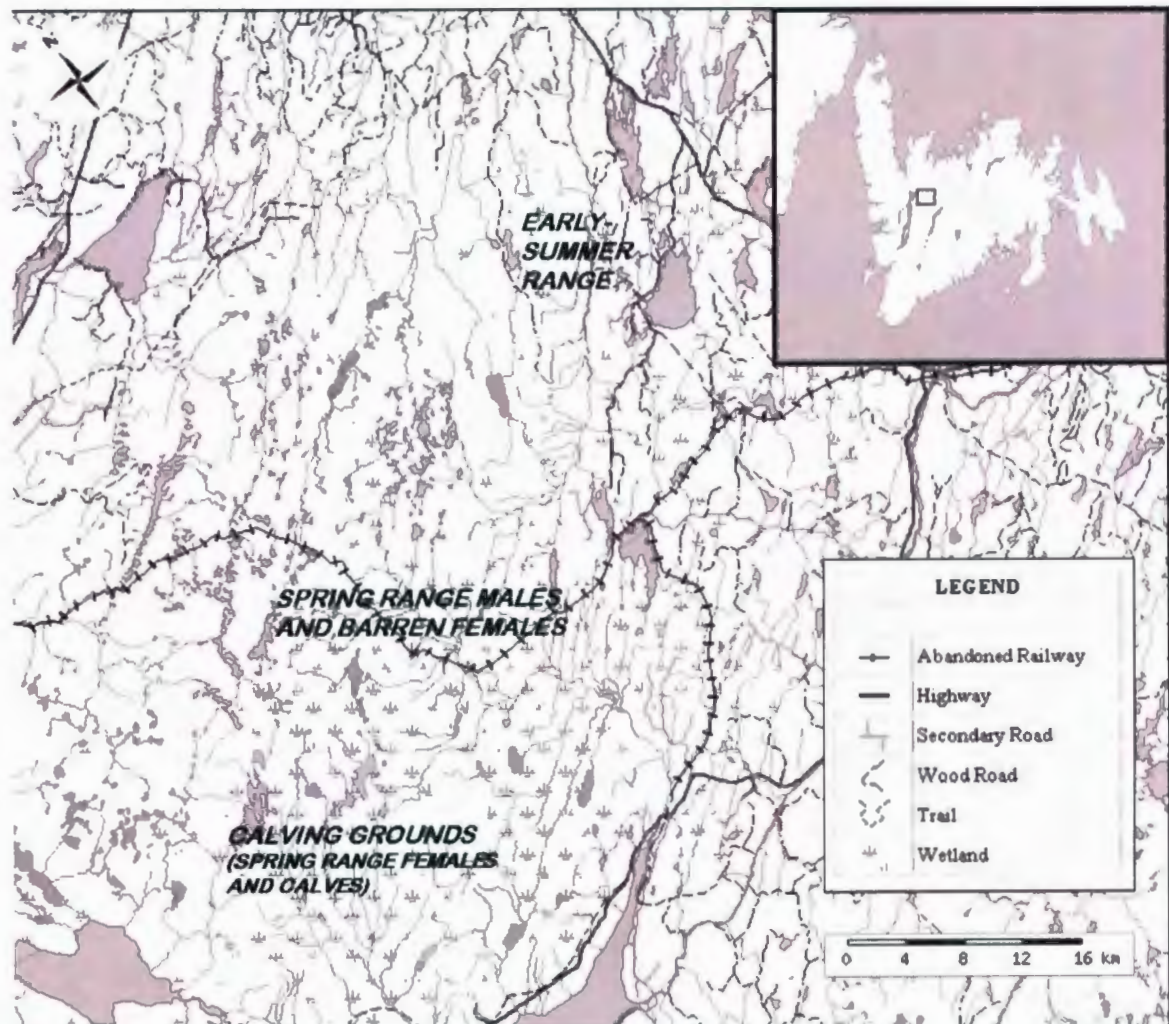 N
EARLY-
SUMMER
RANGE
SPRING RANGE MALES
AND BARREN FEMALES
CALVING GROUNDS
(SPRING RANGE FEMALES
AND CALVES)
LEGEND
Abandoned Railway
Highway
Secondary Road
Wood Road
Trail
Wetland
0 4 8 12 16 km